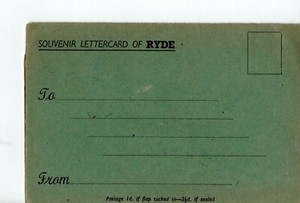 SOUVENIR LETTERCARD OF RYDE
To
From
Postage 1d. if flap tucked in—2½d. if sealed